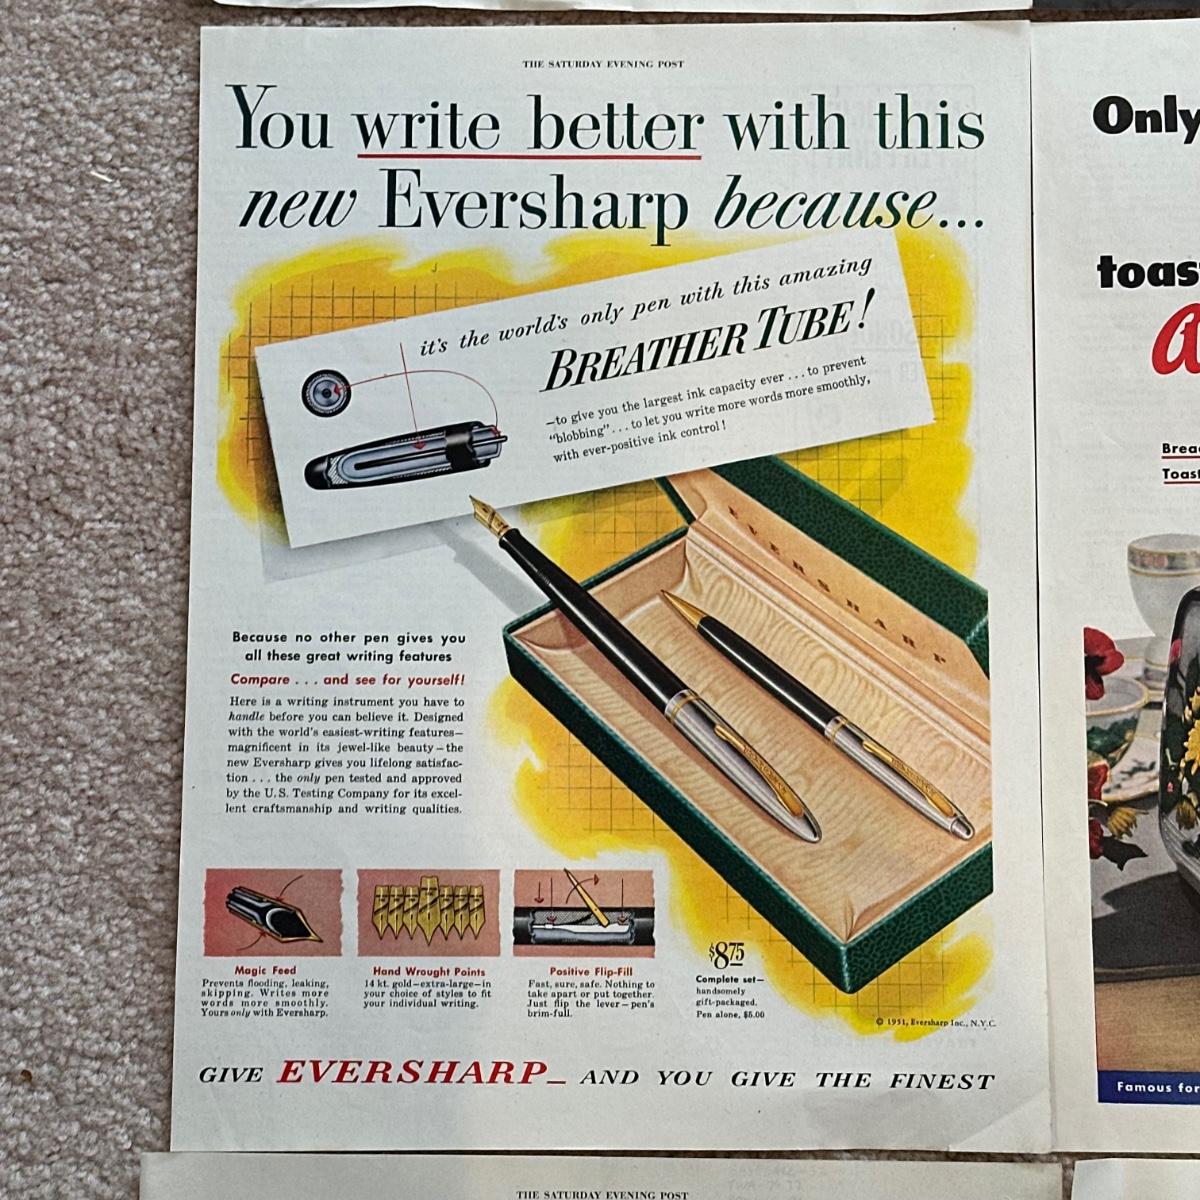 THE SATURDAY EVENING POST
You write better with this
new Eversharp because...
it's the world's only pen with this amazing
BREATHER TUBE!
—to give you the largest ink capacity ever . . . to prevent
"blobbing" . . . to let you write more words more smoothly,
with ever-positive ink control!
EVERSHARP
Because no other pen gives you
all these great writing features
Compare . . . and see for yourself!
Here is a writing instrument you have to
handle before you can believe it. Designed
with the world's easiest-writing features—
magnificent in its jewel-like beauty—the
new Eversharp gives you lifelong satisfac-
tion . . . the only pen tested and approved
by the U. S. Testing Company for its excel-
lent craftsmanship and writing qualities.
Magic Feed
Prevents flooding, leaking,
skipping. Writes more
words more smoothly.
Yours only with Eversharp.
Hand Wrought Points
14 kt. gold—extra-large—in
your choice of styles to fit
your individual writing.
Positive Flip-Fill
Fast, sure, safe. Nothing to
take apart or put together.
Just flip the lever—pen's
brim-full.
$8.75
Complete set—
handsomely
gift-packaged.
Pen alone, $5.00
© 1951, Eversharp Inc., N.Y.C.
GIVE EVERSHARP— AND YOU GIVE THE FINEST
Only
toas
Brea
Toast
Famous for
THE SATURDAY EVENING POST